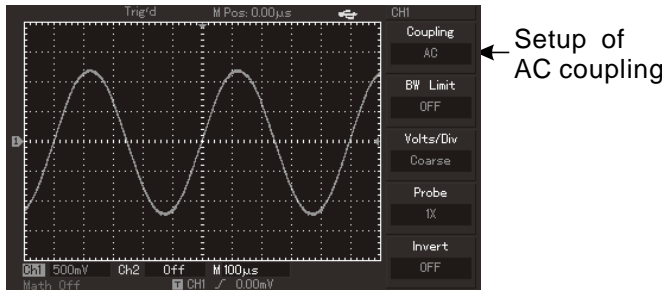 Trig'd M Pos: 0.00µs CH1
Coupling
AC
Setup of
AC coupling
BW Limit
OFF
Volts/Div
Coarse
1
Probe
1X
Invert
OFF
Ch1 500mV Ch2 Off M 100µs
Math Off T CH1 0.00mV